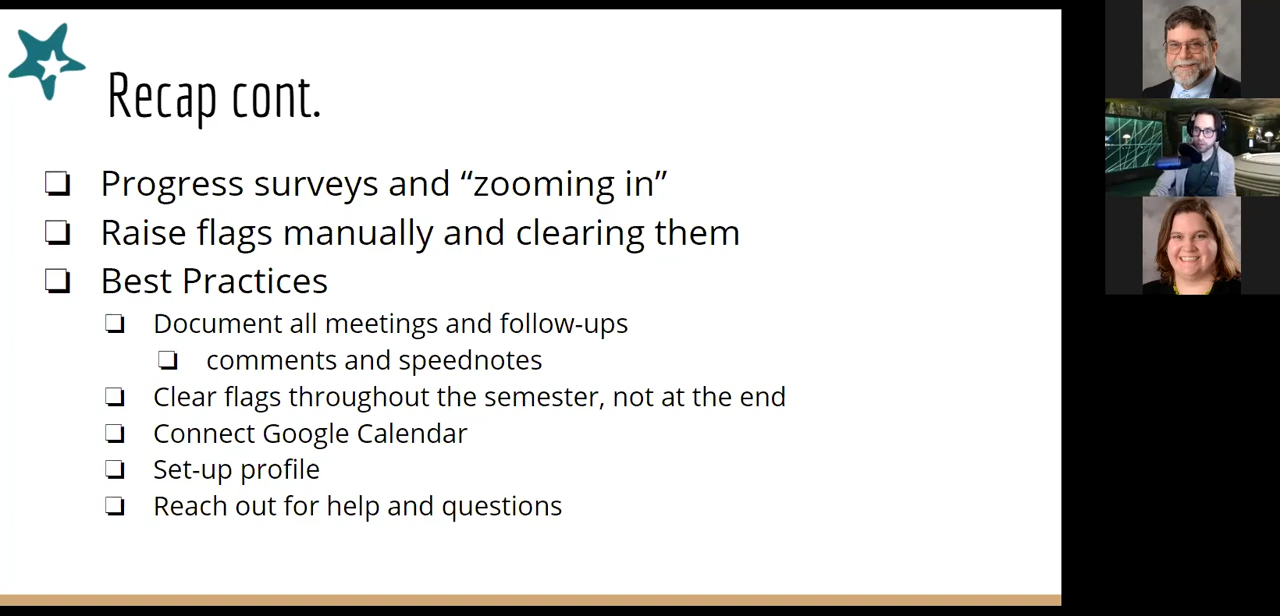 Recap cont.
Progress surveys and “zooming in”
Raise flags manually and clearing them
Best Practices
Document all meetings and follow-ups
comments and speednotes
Clear flags throughout the semester, not at the end
Connect Google Calendar
Set-up profile
Reach out for help and questions